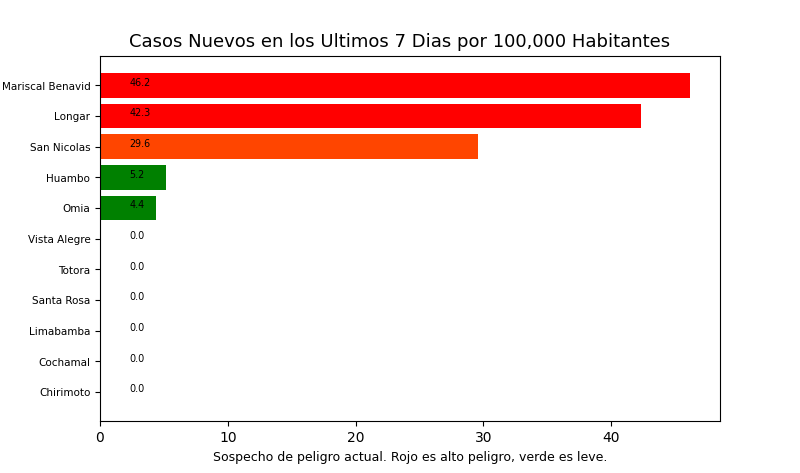 Casos Nuevos en los Ultimos 7 Dias por 100,000 Habitantes
Mariscal Benavid 46.2
Longar 42.3
San Nicolas 29.6
Huambo 5.2
Omia 4.4
Vista Alegre 0.0
Totora 0.0
Santa Rosa 0.0
Limabamba 0.0
Cochamal 0.0
Chirimoto 0.0
0 10 20 30 40
Sospecho de peligro actual. Rojo es alto peligro, verde es leve.